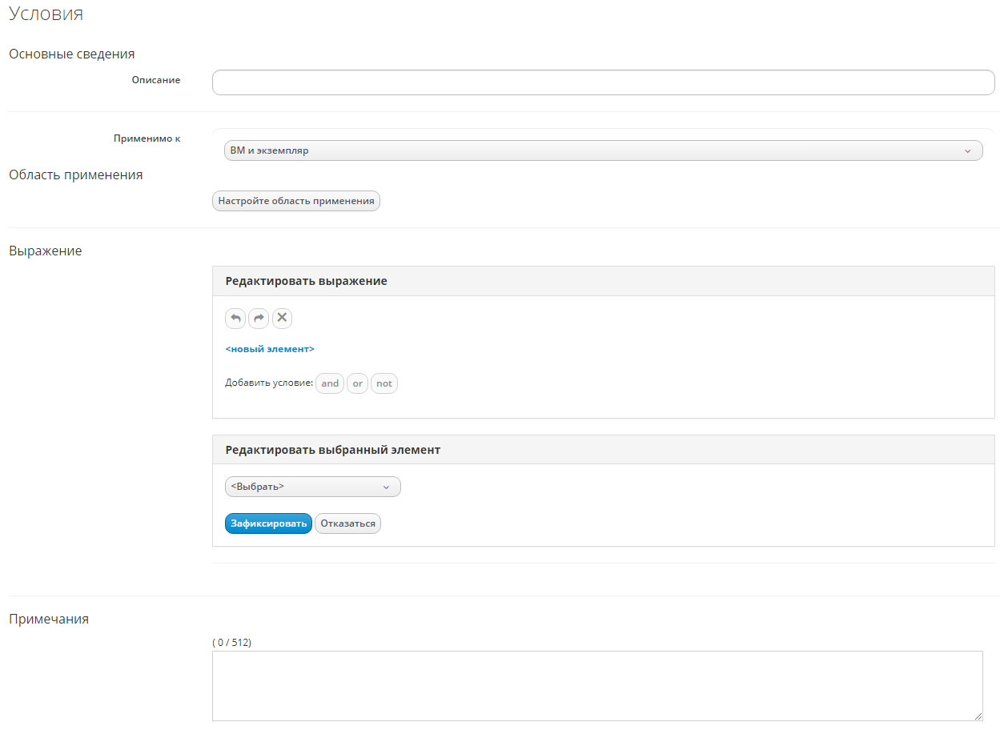 Условия
Основные сведения
Описание
Применимо к
ВМ и экземпляр
Область применения
Настройте область применения
Выражение
Редактировать выражение
<новый элемент>
Добавить условие: and or not
Редактировать выбранный элемент
<Выбрать>
Зафиксировать Отказаться
Примечания
( 0 / 512)